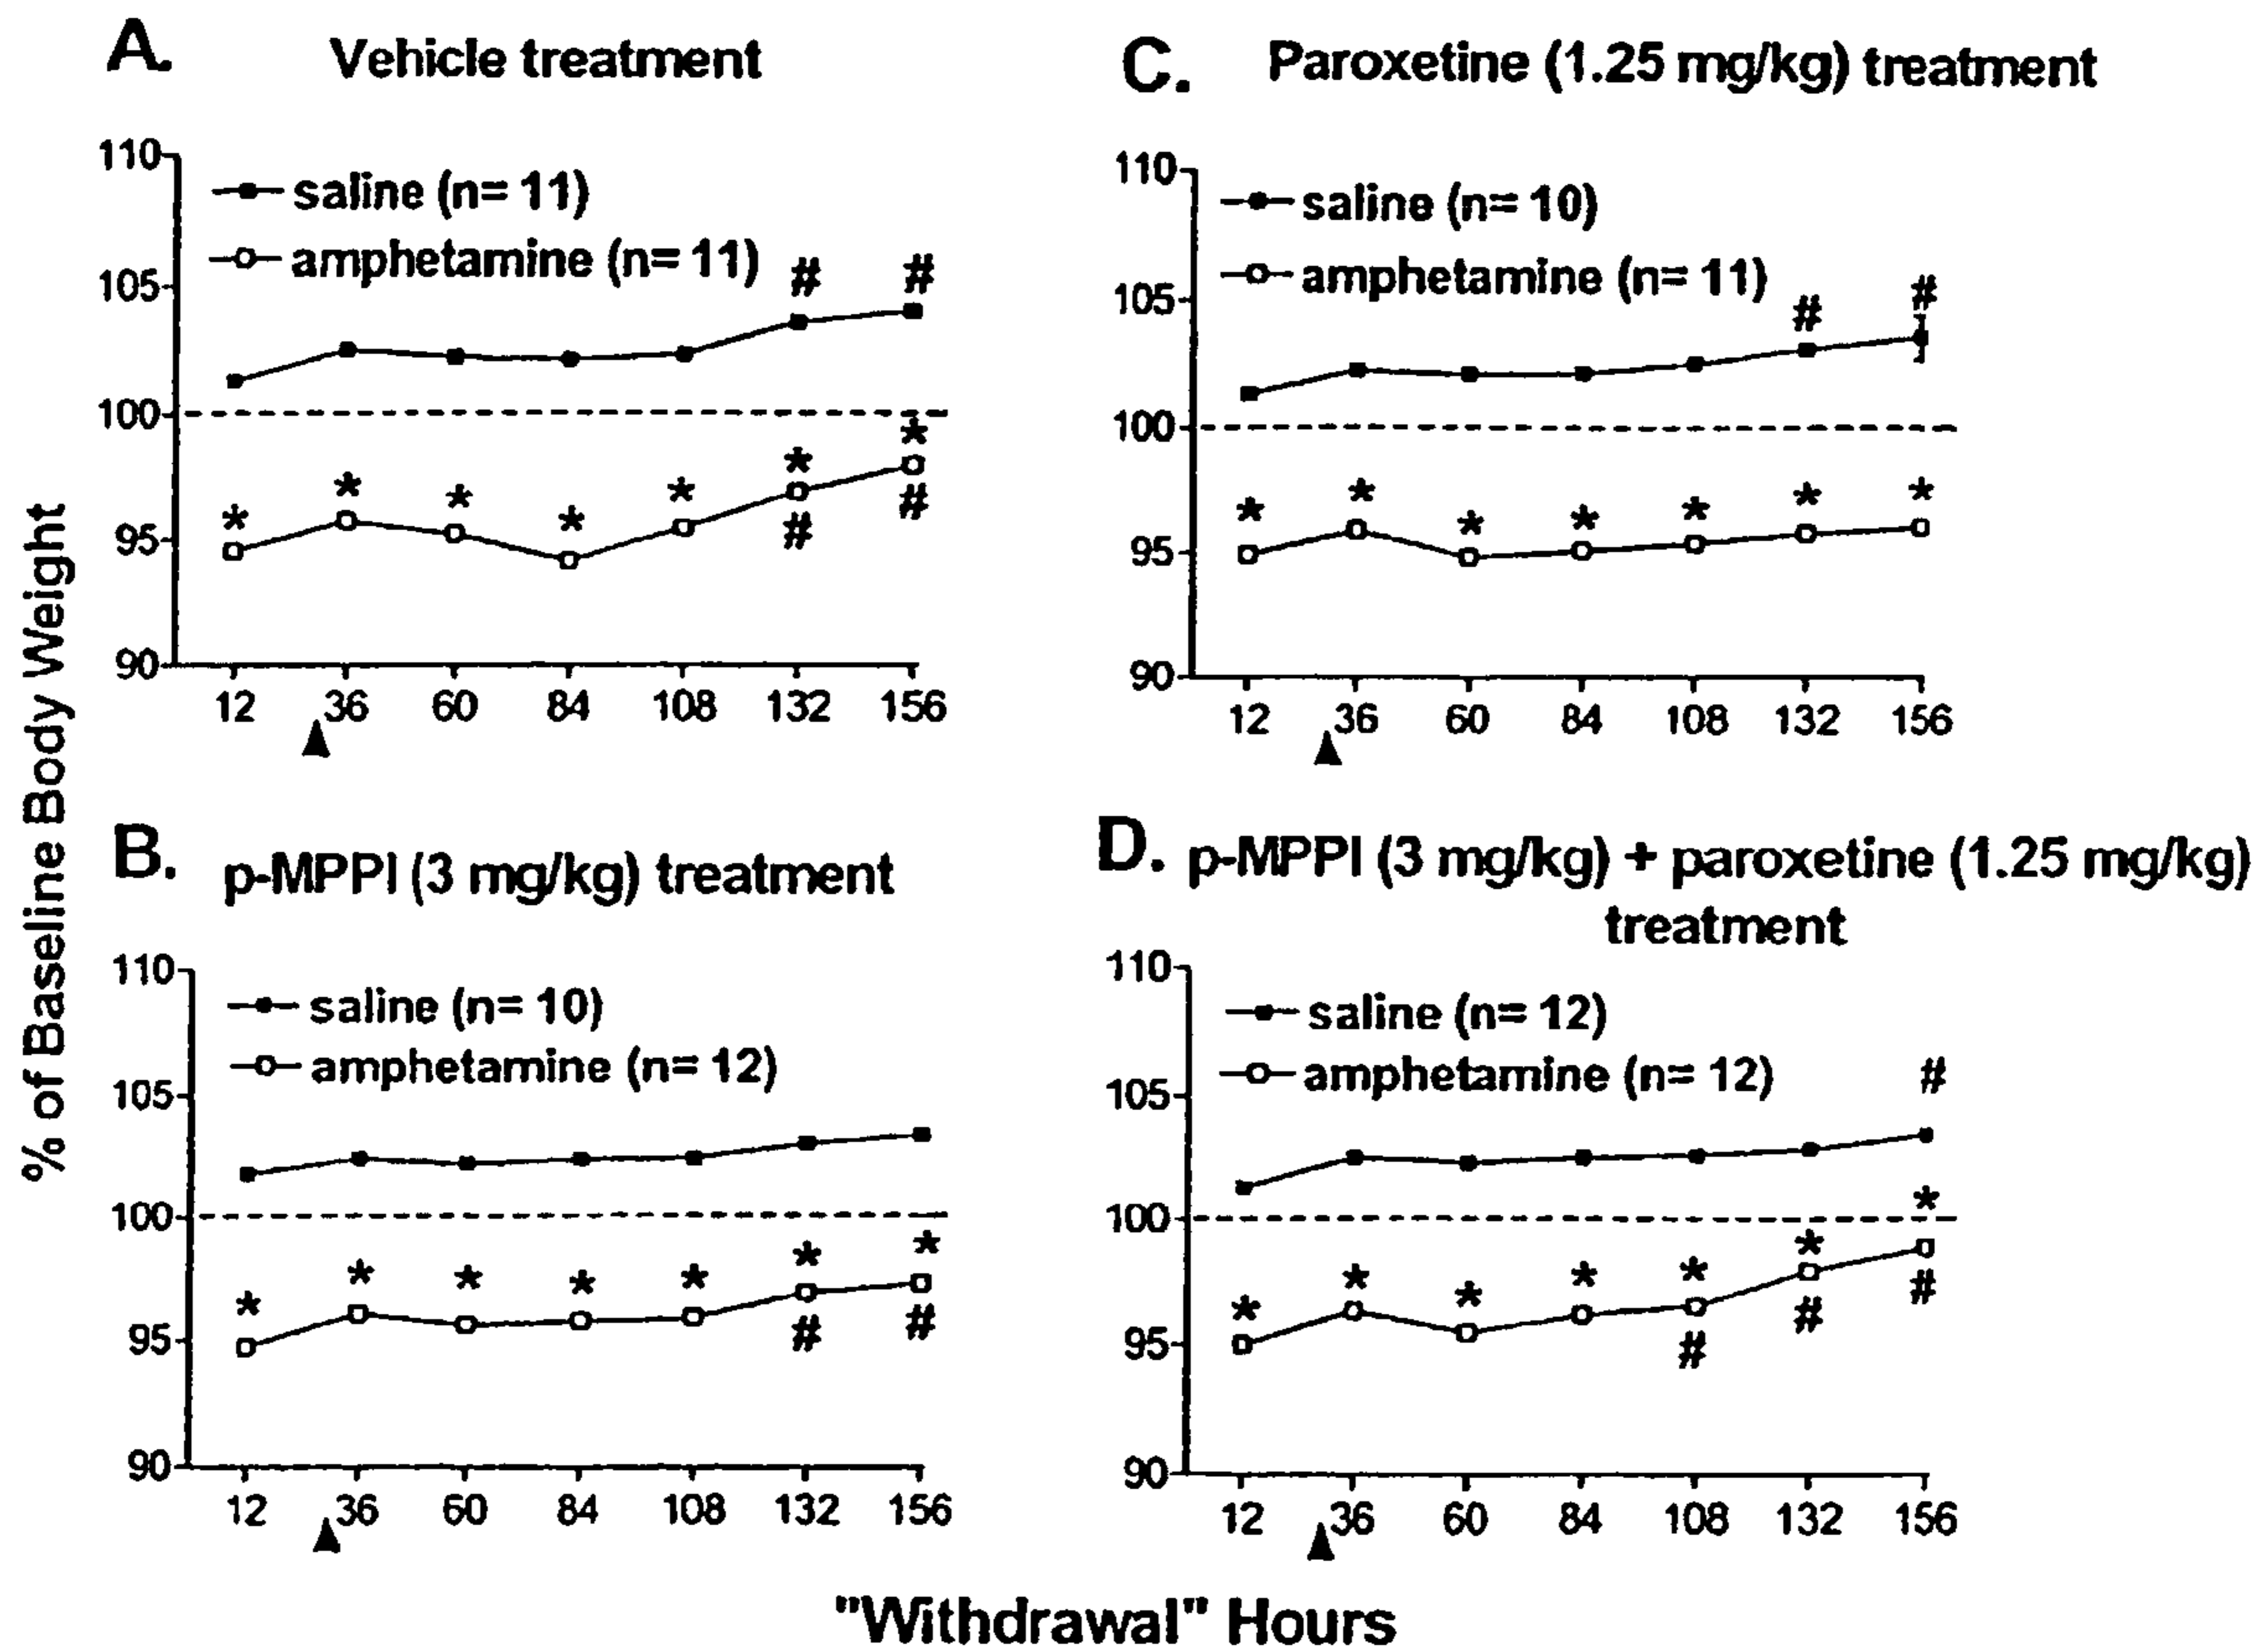 % of Baseline Body Weight
A. Vehicle treatment
110
105
100
95
90
saline (n= 11)
amphetamine (n= 11)
# #
* * * * * * *
# #
12 36 60 84 108 132 156
B. p-MPPI (3 mg/kg) treatment
110
105
100
95
90
saline (n= 10)
amphetamine (n= 12)
* * * * * * *
# #
12 36 60 84 108 132 156
C. Paroxetine (1.25 mg/kg) treatment
110
105
100
95
90
saline (n= 10)
amphetamine (n= 11)
# #
* * * * * * *
12 36 60 84 108 132 156
D. p-MPPI (3 mg/kg) + paroxetine (1.25 mg/kg)
treatment
110
105
100
95
90
saline (n= 12)
amphetamine (n= 12)
#
* * * * * * *
# # #
12 36 60 84 108 132 156
"Withdrawal" Hours